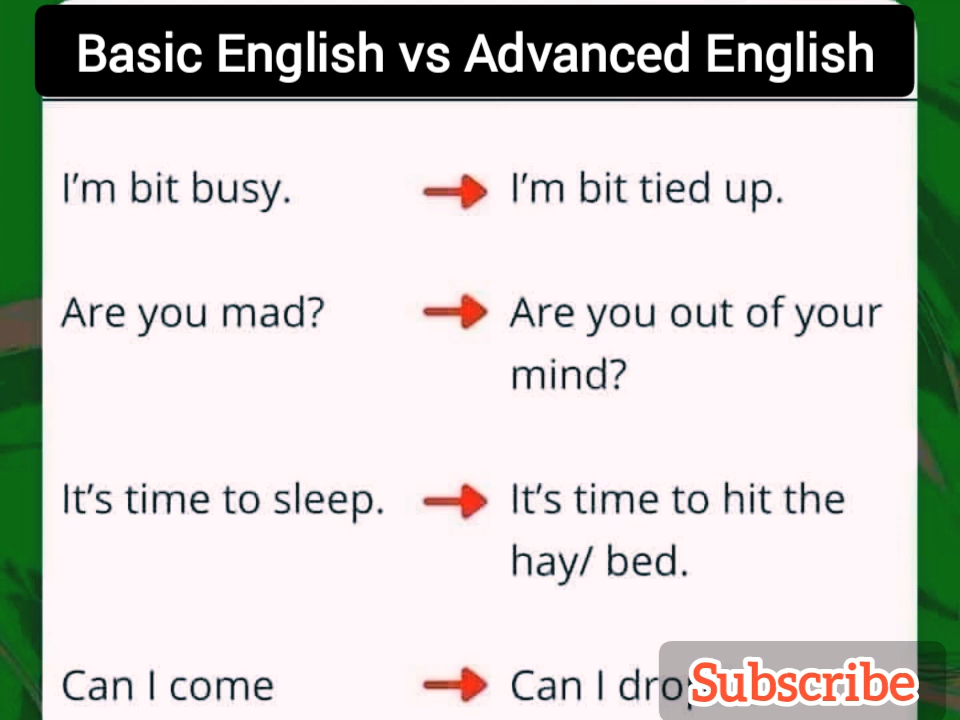 Basic English vs Advanced English
I'm bit busy.
I'm bit tied up.
Are you mad?
Are you out of your
mind?
It's time to sleep.
It's time to hit the
hay/ bed.
Can I come
Can I
Subscribe